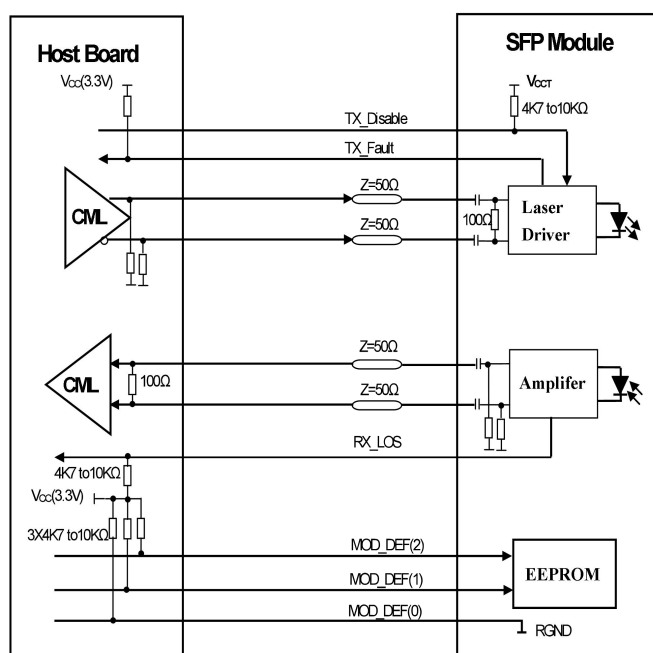 Host Board
SFP Module
Vcc(3.3V)
VCCT
4K7 to10KΩ
TX_Disable
TX_Fault
CML
Z=50Ω
Z=50Ω
100Ω
Laser
Driver
Z=50Ω
Z=50Ω
CML
100Ω
Amplifer
RX_LOS
4K7 to10KΩ
Vcc(3.3V)
3X4K7 to10KΩ
MOD_DEF(2)
MOD_DEF(1)
MOD_DEF(0)
EEPROM
RGND